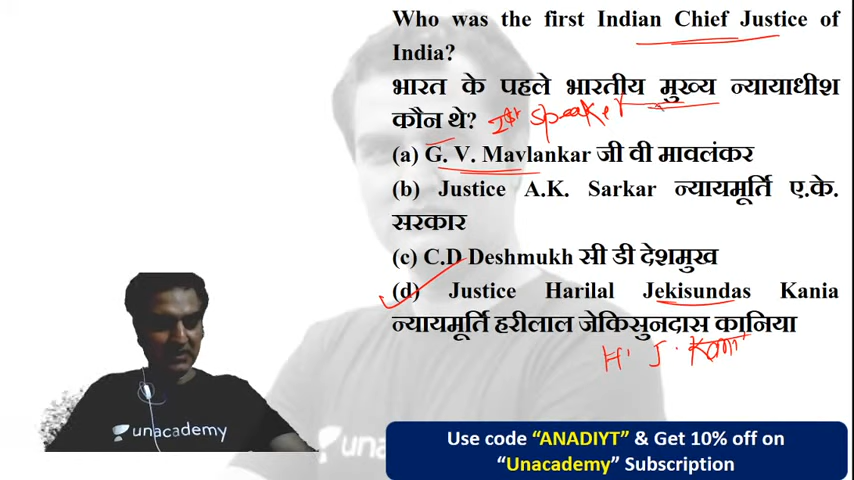 Who was the first Indian Chief Justice of
India?
भारत के पहले भारतीय मुख्य न्यायाधीश
कौन थे? 1st speaker
(a) G. V. Mavlankar जी वी मावलंकर
(b) Justice A.K. Sarkar न्यायमूर्ति ए.के.
सरकार
(c) C.D Deshmukh सी डी देशमुख
(d) Justice Harilal Jekisundas Kania
न्यायमूर्ति हरीलाल जेकिसुनदास कानिया
H. J.
unacademy
una
Use code “ANADIYT” & Get 10% off on
“Unacademy” Subscription